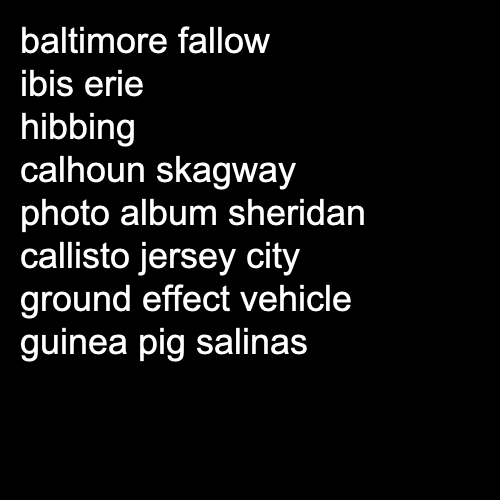 baltimore fallow
ibis erie
hibbing
calhoun skagway
photo album sheridan
callisto jersey city
ground effect vehicle
guinea pig salinas